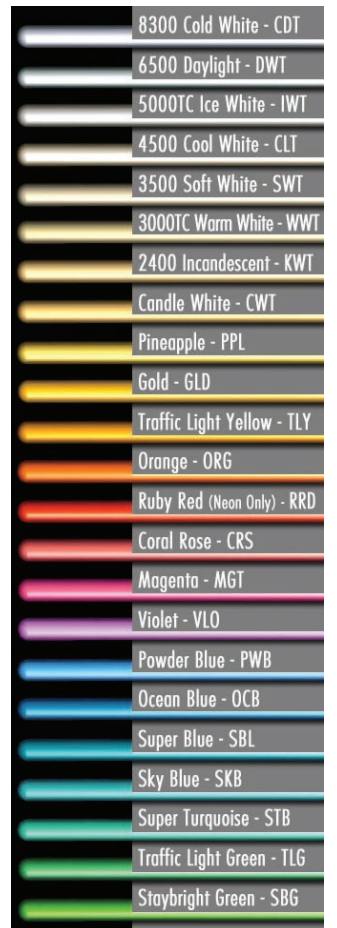 8300 Cold White - CDT
6500 Daylight - DWT
5000TC Ice White - IWT
4500 Cool White - CLT
3500 Soft White - SWT
3000TC Warm White - WWT
2400 Incandescent - KWT
Candle White - CWT
Pineapple - PPL
Gold - GLD
Traffic Light Yellow - TLY
Orange - ORG
Ruby Red (Neon Only) - RRD
Coral Rose - CRS
Magenta - MGT
Violet - VLO
Powder Blue - PWB
Ocean Blue - OCB
Super Blue - SBL
Sky Blue - SKB
Super Turquoise - STB
Traffic Light Green - TLG
Staybright Green - SBG